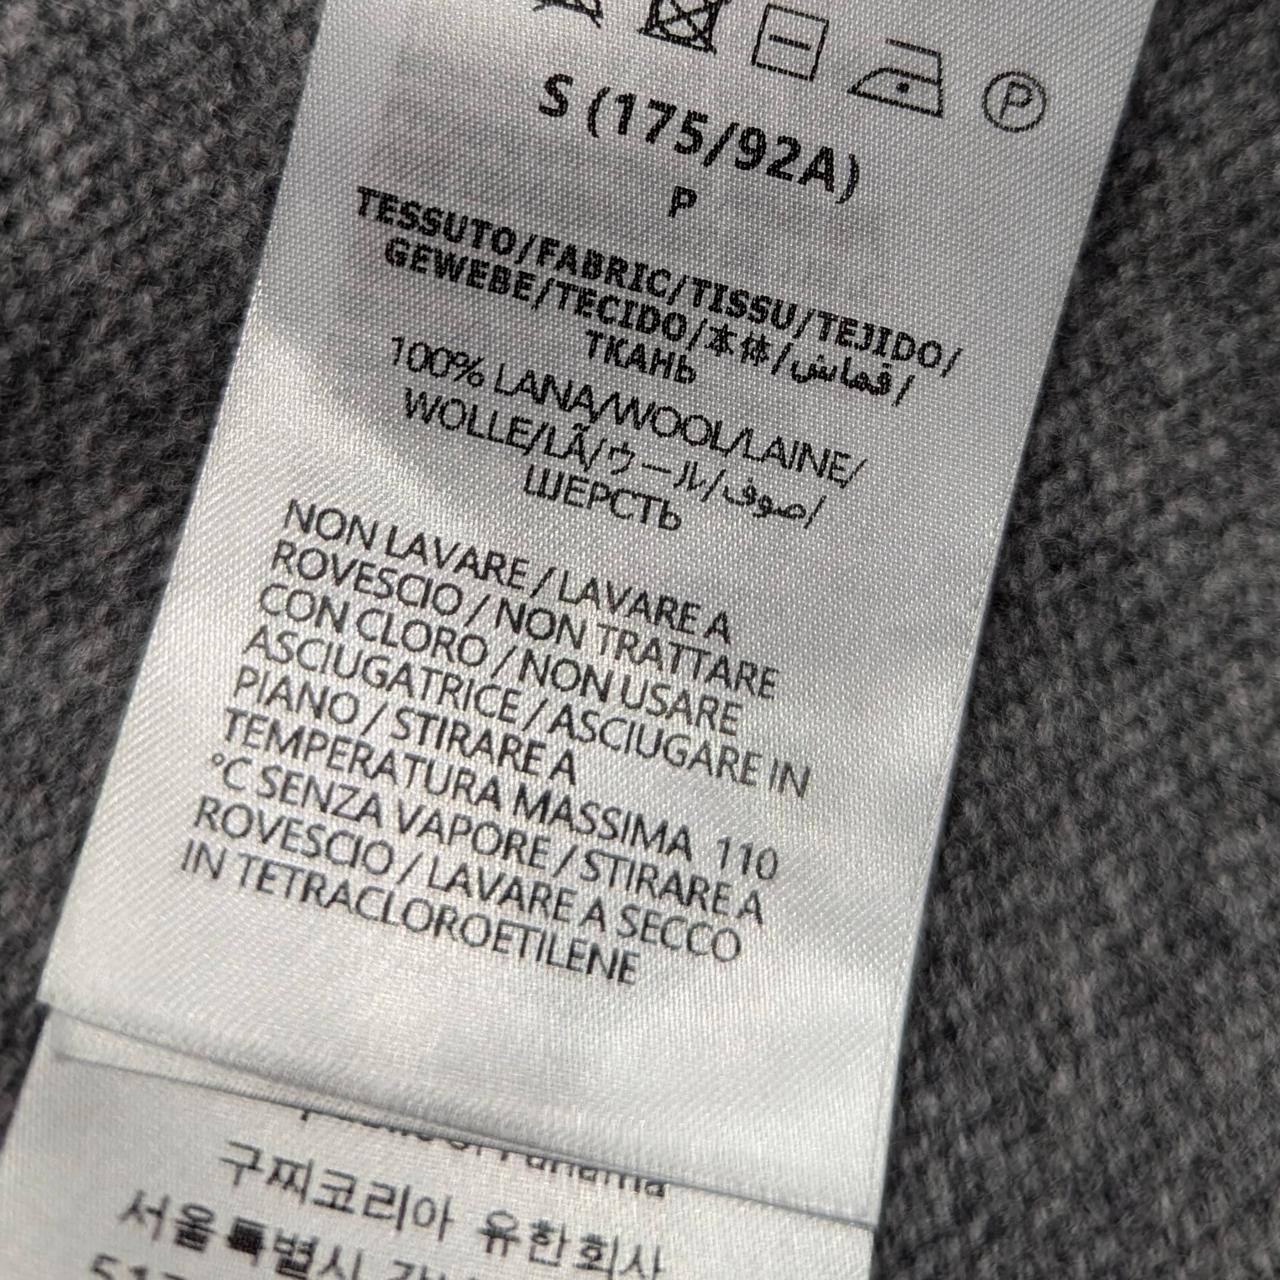 P
S (175/92A)
P
TESSUTO/FABRIC/TISSU/TEJIDO/
GEWEBE/TECIDO/本体/قماش/
ТКАНЬ
100% LANA/WOOL/LAINE/
WOLLE/LÃ/ウール/صوف/
ШЕРСТЬ
NON LAVARE / LAVARE A
ROVESCIO / NON TRATTARE
CON CLORO / NON USARE
ASCIUGATRICE / ASCIUGARE IN
PIANO / STIRARE A
TEMPERATURA MASSIMA 110
°C SENZA VAPORE / STIRARE A
ROVESCIO / LAVARE A SECCO
IN TETRACLOROETILENE
Panama
구찌코리아 유한회사
서울특별시